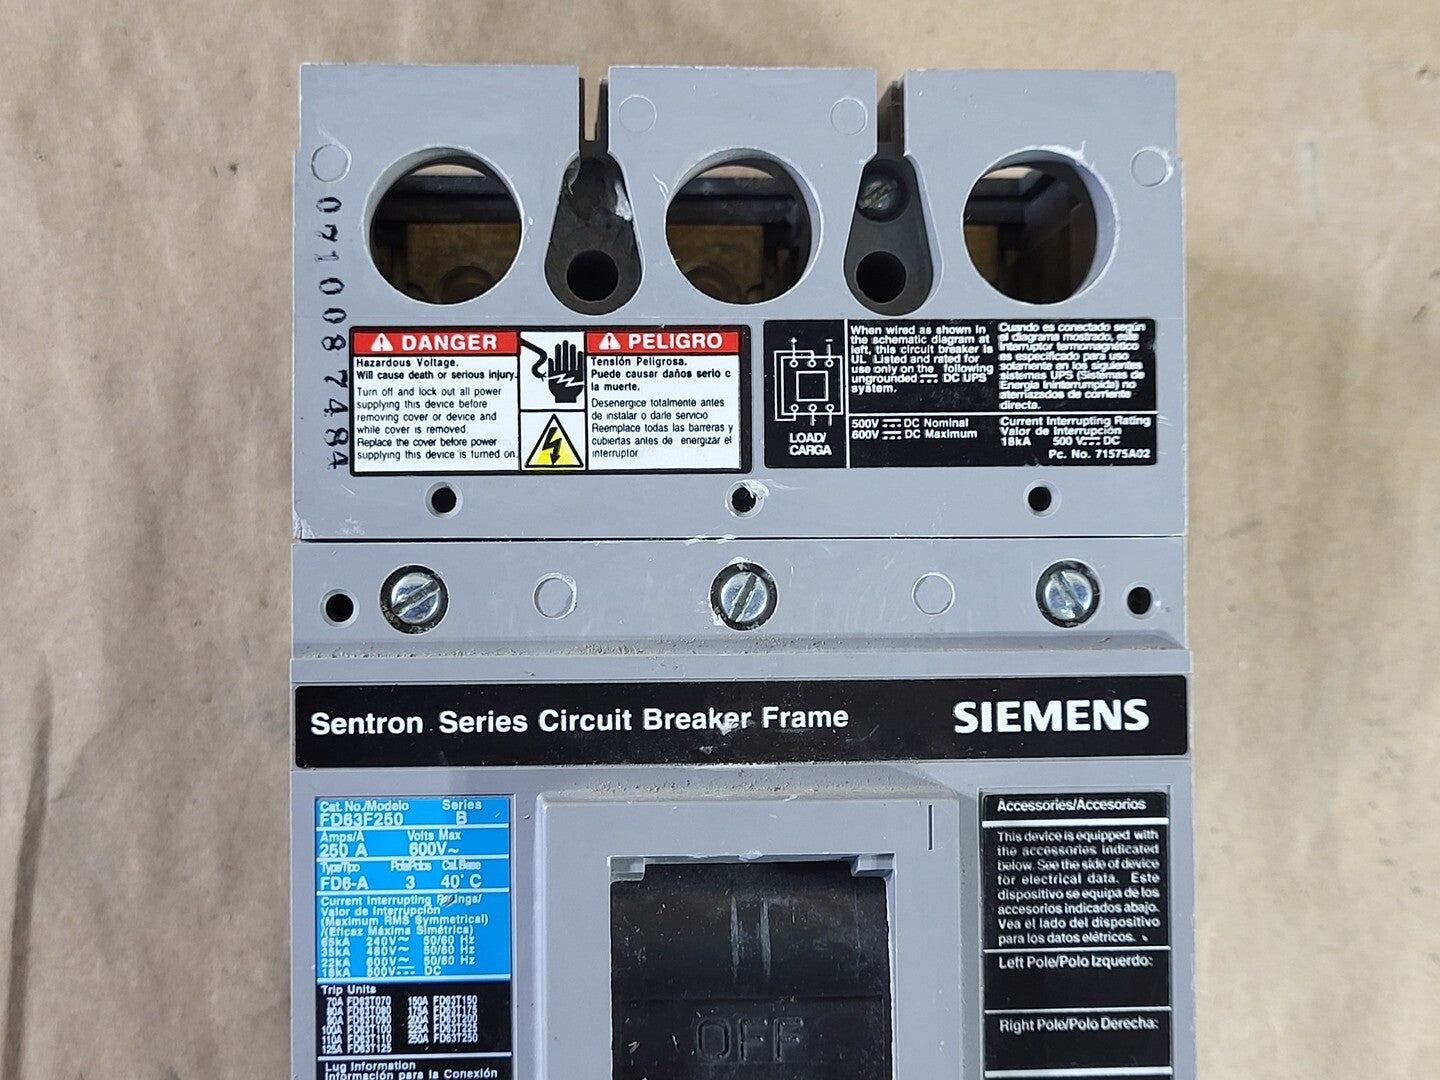 071008 7484
DANGER
Hazardous Voltage.
Will cause death or serious injury.
Turn off and lock out all power
supplying this device before
removing cover or device and
while cover is removed.
Replace the cover before power
supplying this device is turned on.
PELIGRO
Tensión Peligrosa.
Puede causar daños serio c
la muerte.
Desenergice totalmente antes
de instalar o darle servicio
Reemplace todas las barreras y
cubiertas antes de energizar el
interruptor
+ −
LOAD/
CARGA
When wired as shown in
the schematic diagram at
left, this circuit breaker is
UL Listed and rated for
use only on the following
ungrounded DC UPS
system.
Cuando es conectado según
el diagrama mostrado, este
interruptor termomagnético
es especificado para uso
solamente en los siguientes
sistemas UPS (Sistemas de
Energia Ininterrumpida) no
aterrizados de corriente
directa.
500V DC Nominal
600V DC Maximum
Current Interrupting Rating
Valor de Interrupción
18kA 500 V DC
Pc. No. 71575A02
Sentron Series Circuit Breaker Frame
SIEMENS
Cat. No./Modelo Series
FD63F250 B
Amps/A Volts Max
250 A 600V~
Type/Tipo Pole/Polos Cal. Base
FD6-A 3 40° C
Current Interrupting Ratings/
Valor de Interrupción
(Maximum RMS Symmetrical)
/(Eficaz Máxima Simétrica)
65kA 240V~ 50/60 Hz
35kA 480V~ 50/60 Hz
22kA 600V~ 50/60 Hz
18kA 500V DC
Trip Units
70A FD63T070 150A FD63T150
80A FD63T080 175A FD63T175
90A FD63T090 200A FD63T200
100A FD63T100 225A FD63T225
110A FD63T110 250A FD63T250
125A FD63T125
Lug Information
Información para la Conexión
OFF
Accessories/Accesorios
This device is equipped with
the accessories indicated
below. See the side of device
for electrical data. Este
dispositivo se equipa de los
accesorios indicados abajo.
Vea el lado del dispositivo
para los datos elétricos.
Left Pole/Polo Izquerdo:
Right Pole/Polo Derecha: